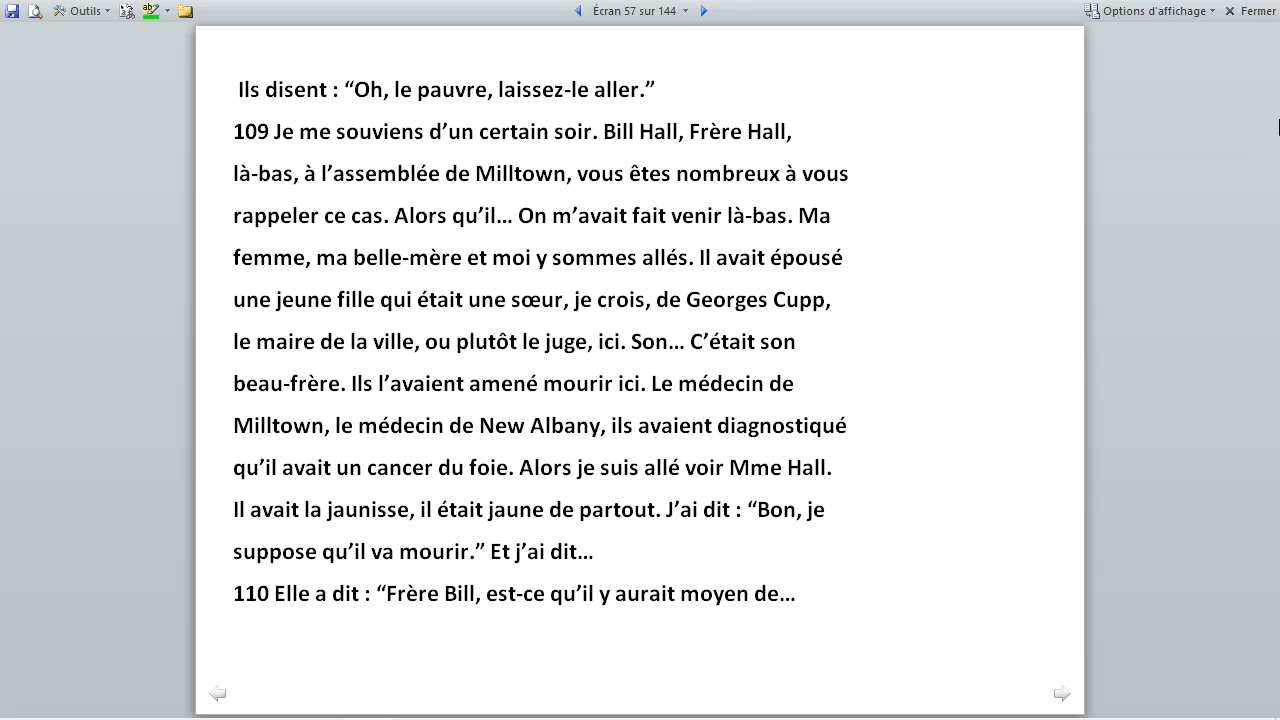 Outils
Écran 57 sur 144
Options d'affichage
Fermer
Ils disent : “Oh, le pauvre, laissez-le aller.”
109 Je me souviens d’un certain soir. Bill Hall, Frère Hall,
là-bas, à l’assemblée de Milltown, vous êtes nombreux à vous
rappeler ce cas. Alors qu’il… On m’avait fait venir là-bas. Ma
femme, ma belle-mère et moi y sommes allés. Il avait épousé
une jeune fille qui était une sœur, je crois, de Georges Cupp,
le maire de la ville, ou plutôt le juge, ici. Son… C’était son
beau-frère. Ils l’avaient amené mourir ici. Le médecin de
Milltown, le médecin de New Albany, ils avaient diagnostiqué
qu’il avait un cancer du foie. Alors je suis allé voir Mme Hall.
Il avait la jaunisse, il était jaune de partout. J’ai dit : “Bon, je
suppose qu’il va mourir.” Et j’ai dit…
110 Elle a dit : “Frère Bill, est-ce qu’il y aurait moyen de…